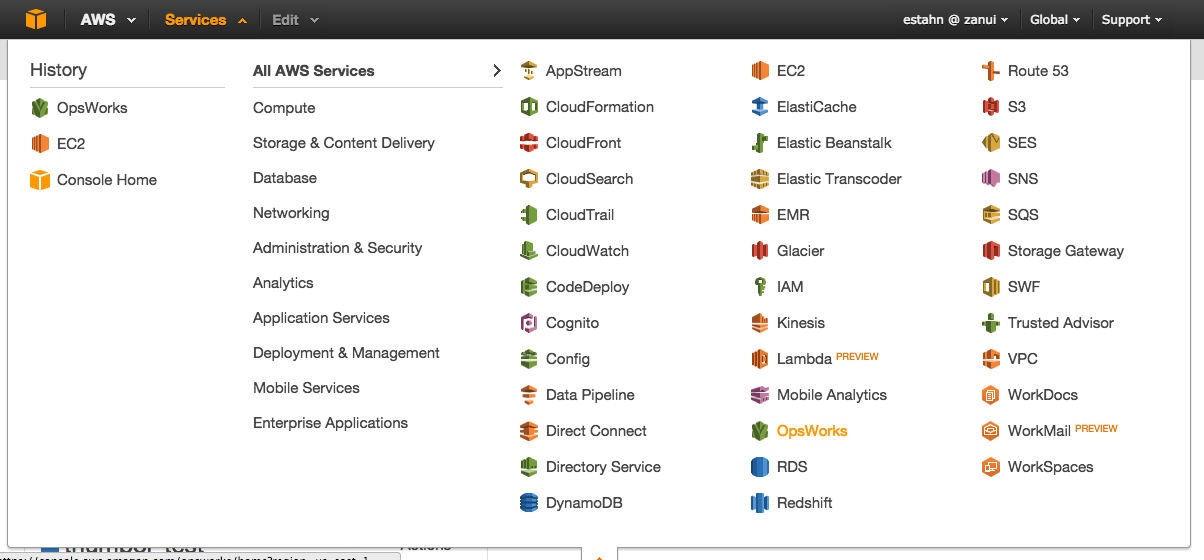 AWS Services Edit estahn @ zanui Global Support
History
OpsWorks
EC2
Console Home
All AWS Services
Compute
Storage & Content Delivery
Database
Networking
Administration & Security
Analytics
Application Services
Deployment & Management
Mobile Services
Enterprise Applications
AppStream
CloudFormation
CloudFront
CloudSearch
CloudTrail
CloudWatch
CodeDeploy
Cognito
Config
Data Pipeline
Direct Connect
Directory Service
DynamoDB
EC2
ElastiCache
Elastic Beanstalk
Elastic Transcoder
EMR
Glacier
IAM
Kinesis
Lambda PREVIEW
Mobile Analytics
OpsWorks
RDS
Redshift
Route 53
S3
SES
SNS
SQS
Storage Gateway
SWF
Trusted Advisor
VPC
WorkDocs
WorkMail PREVIEW
WorkSpaces
thumbor-test
Actions